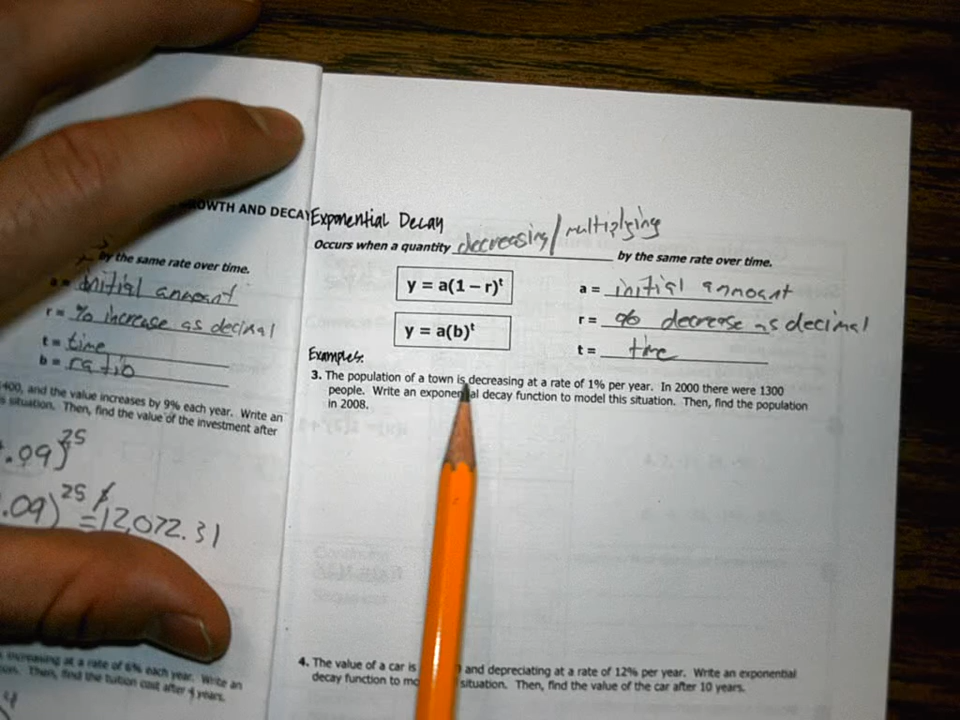 ROWTH AND DECAY
by the same rate over time.
a = initial amount
r = % increase as decimal
t = time
b = ratio
400, and the value increases by 9% each year. Write an
situation. Then, find the value of the investment after
.09)^25
.09)^25 = $12,072.31
increasing at a rate of 6% each year. Write an
Then, find the tuition cost after 4 years.
Exponential Decay
Occurs when a quantity decreasing/multiplying by the same rate over time.
y = a(1 – r)^t
a = initial amount
r = % decrease as decimal
y = a(b)^t
t = time
Examples:
3. The population of a town is decreasing at a rate of 1% per year. In 2000 there were 1300
people. Write an exponential decay function to model this situation. Then, find the population
in 2008.
4. The value of a car is and depreciating at a rate of 12% per year. Write an exponential
decay function to situation. Then, find the value of the car after 10 years.